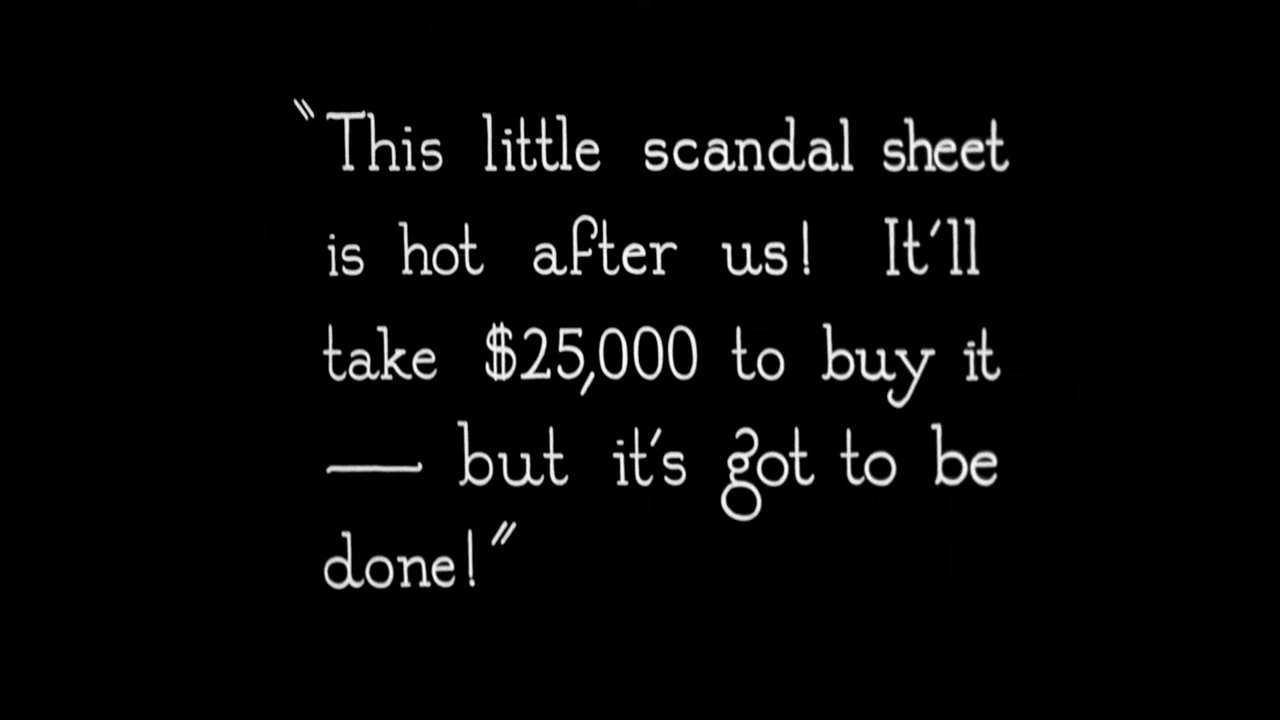 "This little scandal sheet
is hot after us! It'll
take $25,000 to buy it
— but it's got to be
done!"